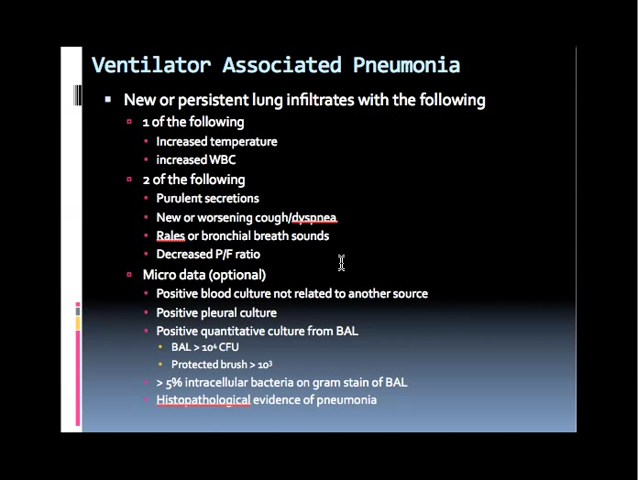 Ventilator Associated Pneumonia
New or persistent lung infiltrates with the following
1 of the following
Increased temperature
increased WBC
2 of the following
Purulent secretions
New or worsening cough/dyspnea
Rales or bronchial breath sounds
Decreased P/F ratio
Micro data (optional)
Positive blood culture not related to another source
Positive pleural culture
Positive quantitative culture from BAL
BAL > 10⁴ CFU
Protected brush > 10³
> 5% intracellular bacteria on gram stain of BAL
Histopathological evidence of pneumonia